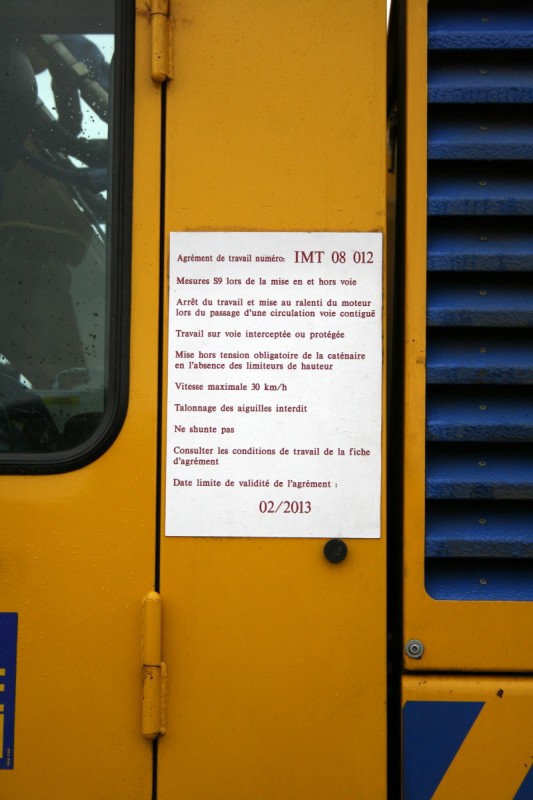 Agrément de travail numéro: IMT 08 012
Mesures S9 lors de la mise en et hors voie
Arrêt du travail et mise au ralenti du moteur
lors du passage d'une circulation voie contiguë
Travail sur voie interceptée ou protégée
Mise hors tension obligatoire de la caténaire
en l'absence des limiteurs de hauteur
Vitesse maximale 30 km/h
Talonnage des aiguilles interdit
Ne shunte pas
Consulter les conditions de travail de la fiche
d'agrément
Date limite de validité de l'agrément :
02/2013